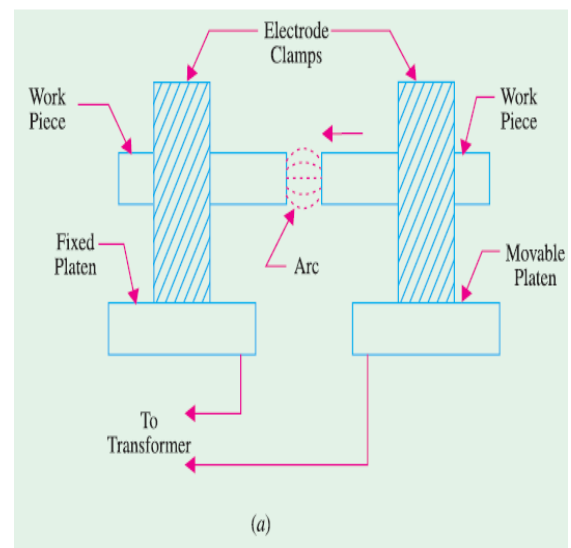 Electrode
Clamps
Work
Piece
Work
Piece
Fixed
Platen
Arc
Movable
Platen
To
Transformer
(a)